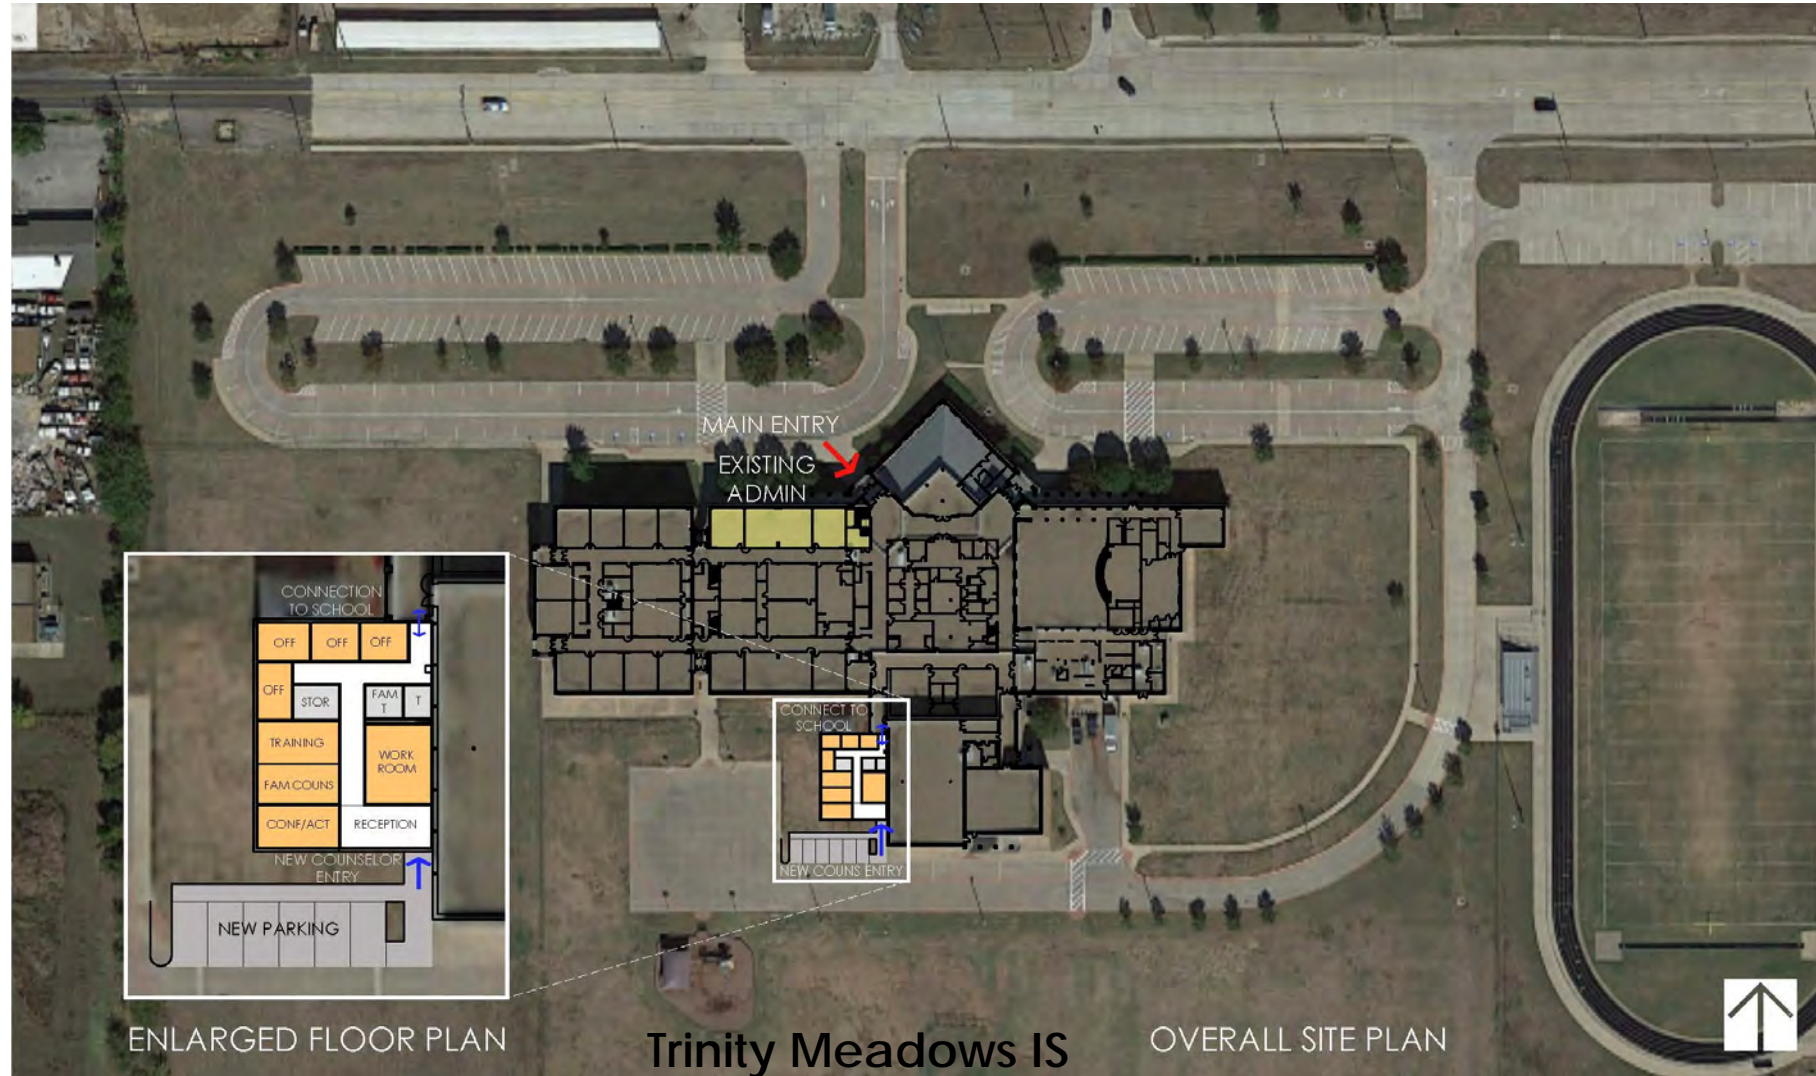 MAIN ENTRY
EXISTING
ADMIN
CONNECTION
TO SCHOOL
OFF
OFF
OFF
OFF
STOR
FAM
T
T
TRAINING
WORK
ROOM
FAM COUNS
CONF/ACT
RECEPTION
NEW COUNSELOR
ENTRY
NEW PARKING
CONNECT TO
SCHOOL
NEW COUNS ENTRY
ENLARGED FLOOR PLAN
Trinity Meadows IS
OVERALL SITE PLAN